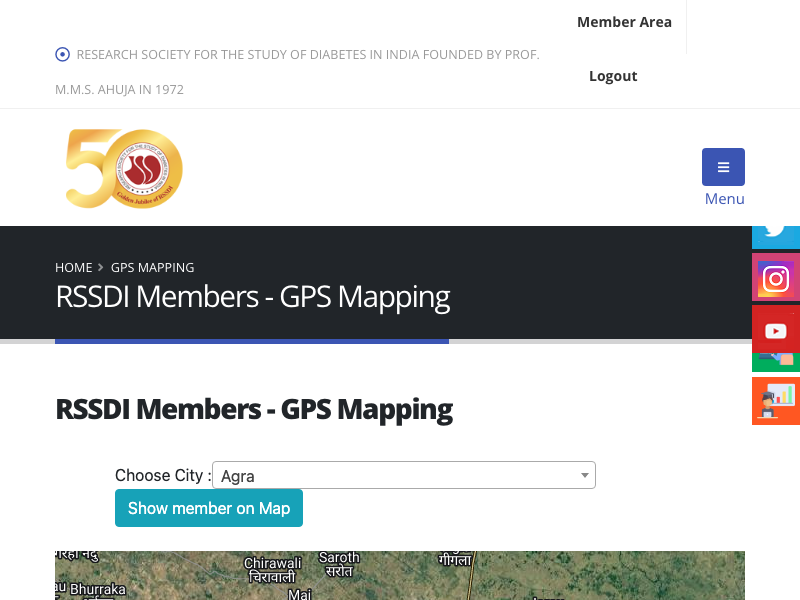 Member Area
RESEARCH SOCIETY FOR THE STUDY OF DIABETES IN INDIA FOUNDED BY PROF.
M.M.S. AHUJA IN 1972
Logout
50
Golden Jubilee of RSSDI
Menu
HOME > GPS MAPPING
RSSDI Members - GPS Mapping
RSSDI Members - GPS Mapping
Choose City : Agra
Show member on Map
Chirawali
चिरावाली
Saroth
सरोत
गीगला
Bhurraka
Mai